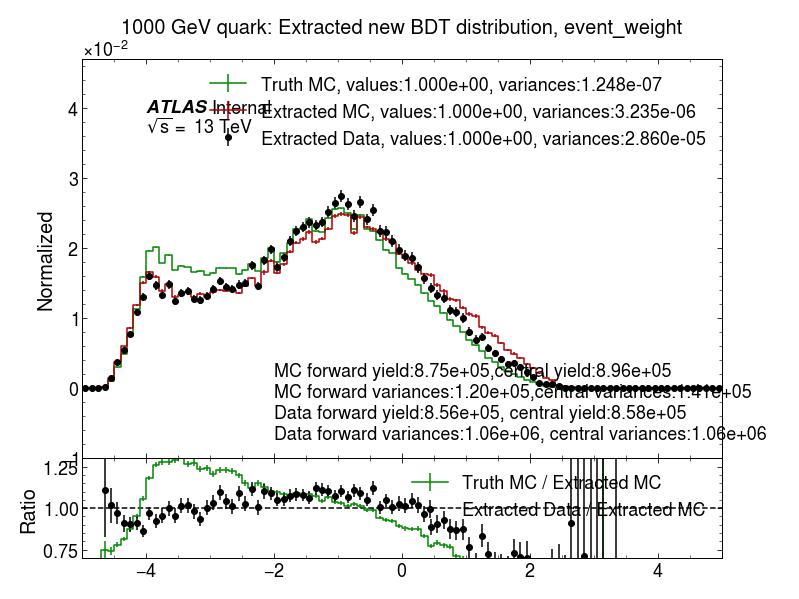 1000 GeV quark: Extracted new BDT distribution, event_weight
×10⁻²
Truth MC, values:1.000e+00, variances:1.248e-07
ATLAS Internal
Extracted MC, values:1.000e+00, variances:3.235e-06
√s = 13 TeV
Extracted Data, values:1.000e+00, variances:2.860e-05
4
3
2
1
0
Normalized
MC forward yield:8.75e+05,central yield:8.96e+05
MC forward variances:1.20e+05,central variances:1.41e+05
Data forward yield:8.56e+05, central yield:8.58e+05
Data forward variances:1.06e+06, central variances:1.06e+06
1
1.25
1.00
0.75
Ratio
Truth MC / Extracted MC
Extracted Data / Extracted MC
−4
−2
0
2
4